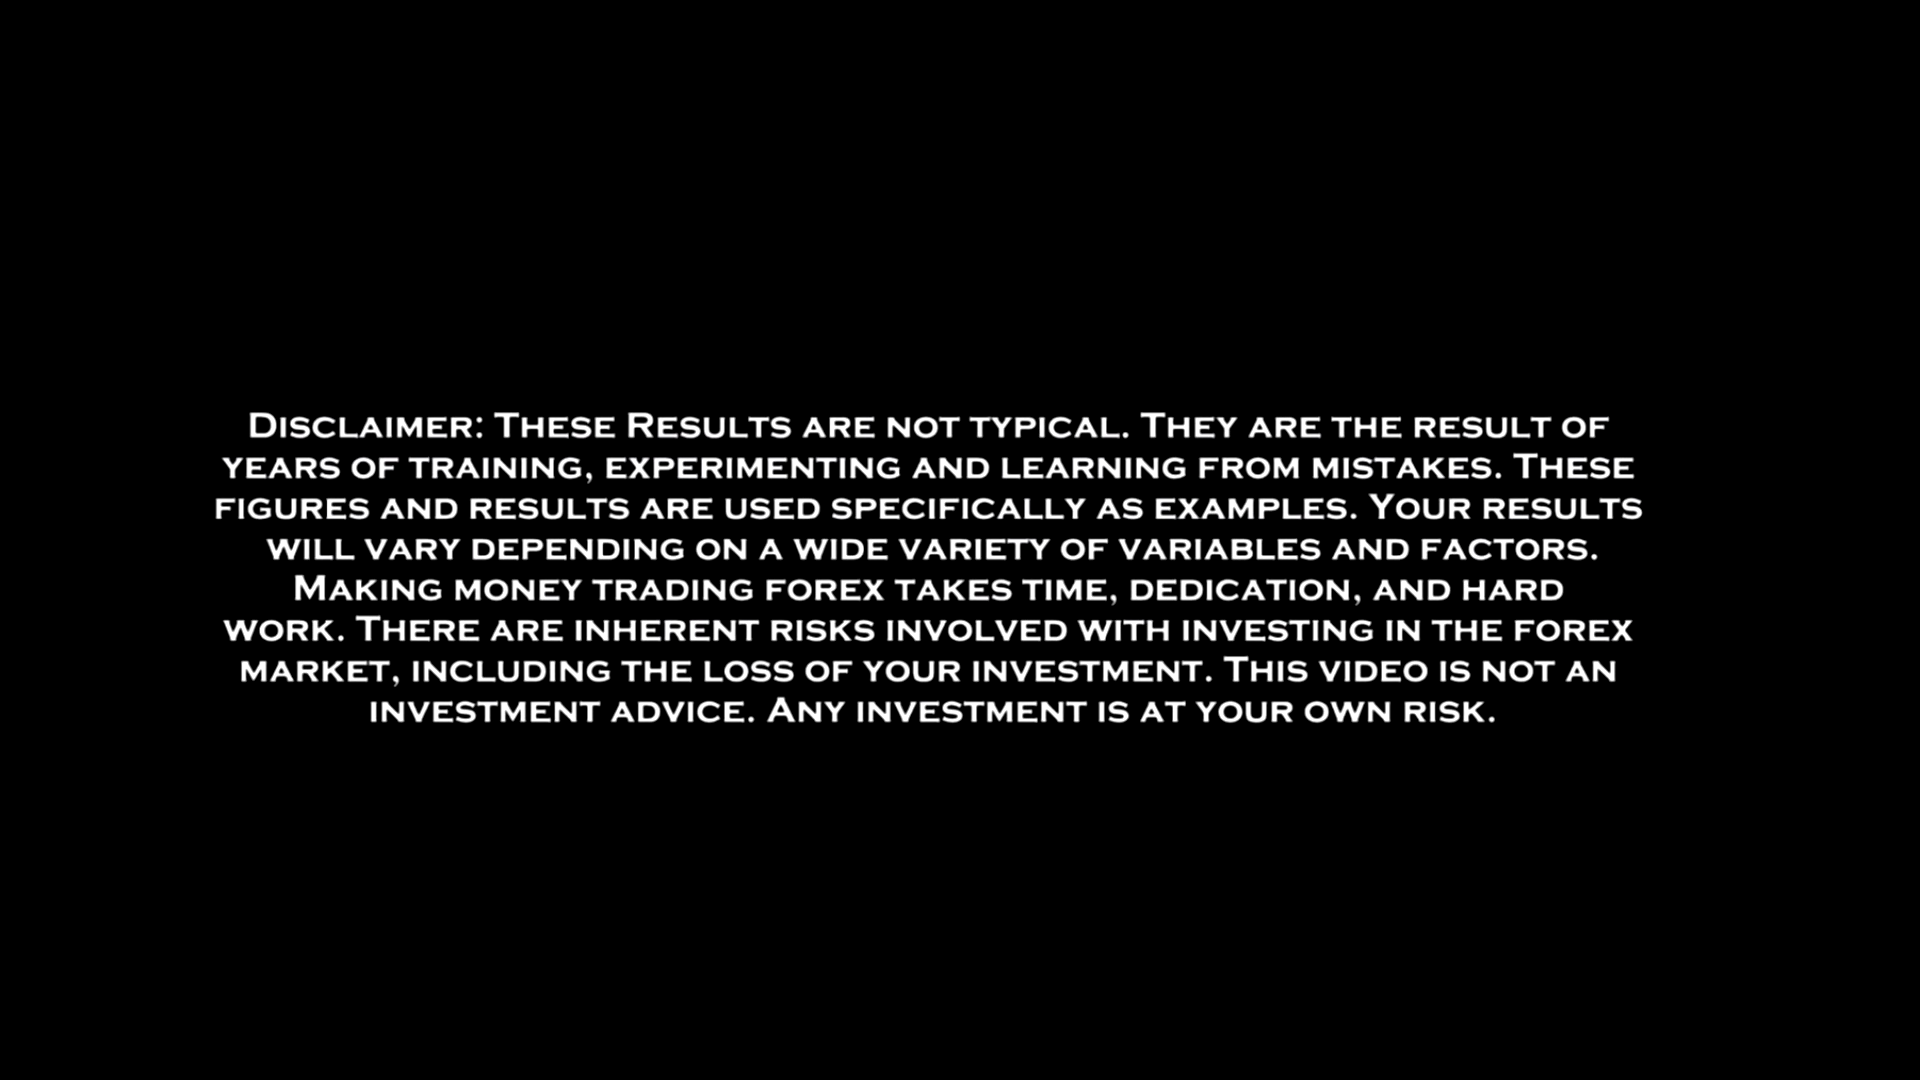 Disclaimer: These Results are not typical. They are the result of
years of training, experimenting and learning from mistakes. These
figures and results are used specifically as examples. Your results
will vary depending on a wide variety of variables and factors.
Making money trading forex takes time, dedication, and hard
work. There are inherent risks involved with investing in the forex
market, including the loss of your investment. This video is not an
investment advice. Any investment is at your own risk.